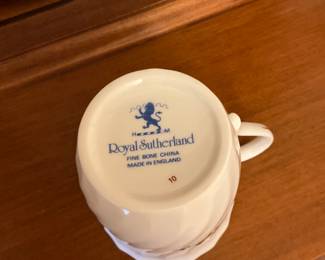 H M
Royal Sutherland
FINE BONE CHINA
MADE IN ENGLAND
10